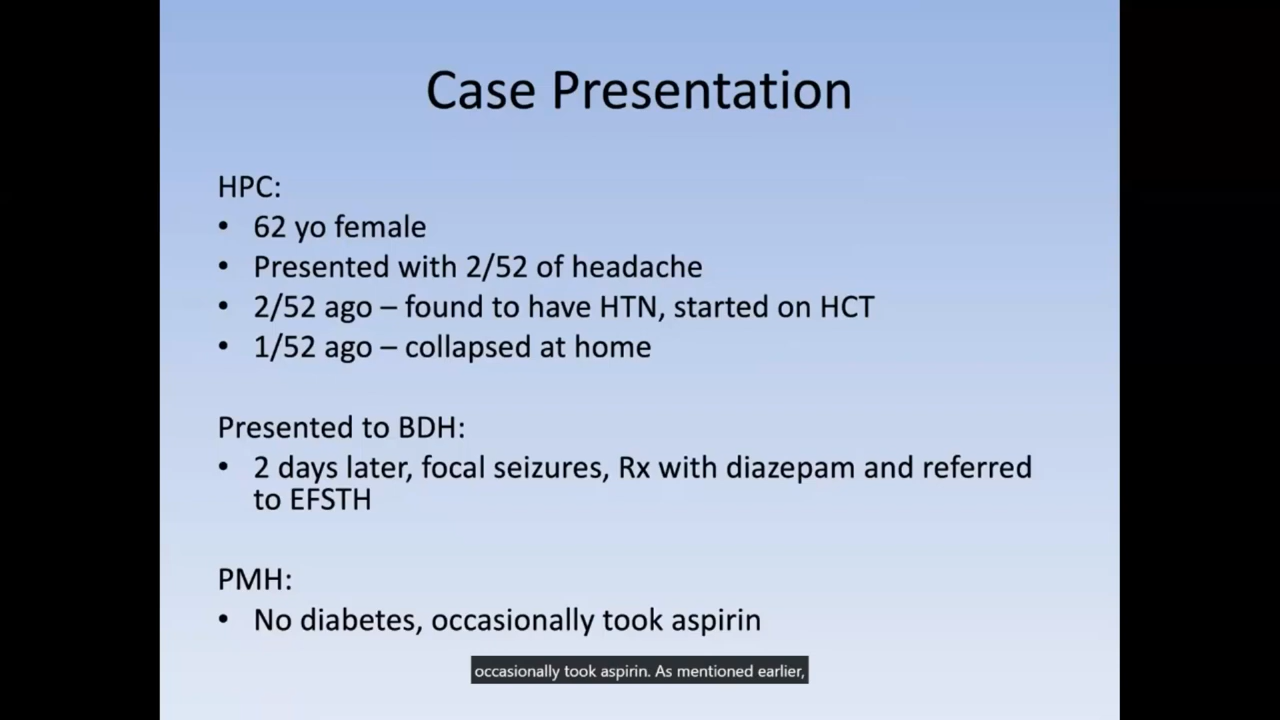 Case Presentation
HPC:
• 62 yo female
• Presented with 2/52 of headache
• 2/52 ago – found to have HTN, started on HCT
• 1/52 ago – collapsed at home
Presented to BDH:
• 2 days later, focal seizures, Rx with diazepam and referred
to EFSTH
PMH:
• No diabetes, occasionally took aspirin
occasionally took aspirin. As mentioned earlier,